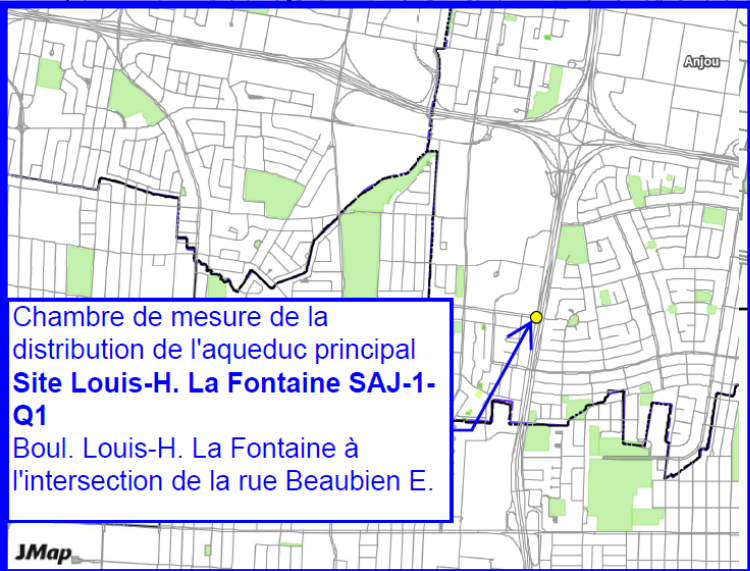 Anjou
Chambre de mesure de la
distribution de l'aqueduc principal
Site Louis-H. La Fontaine SAJ-1-
Q1
Boul. Louis-H. La Fontaine à
l'intersection de la rue Beaubien E.
JMap